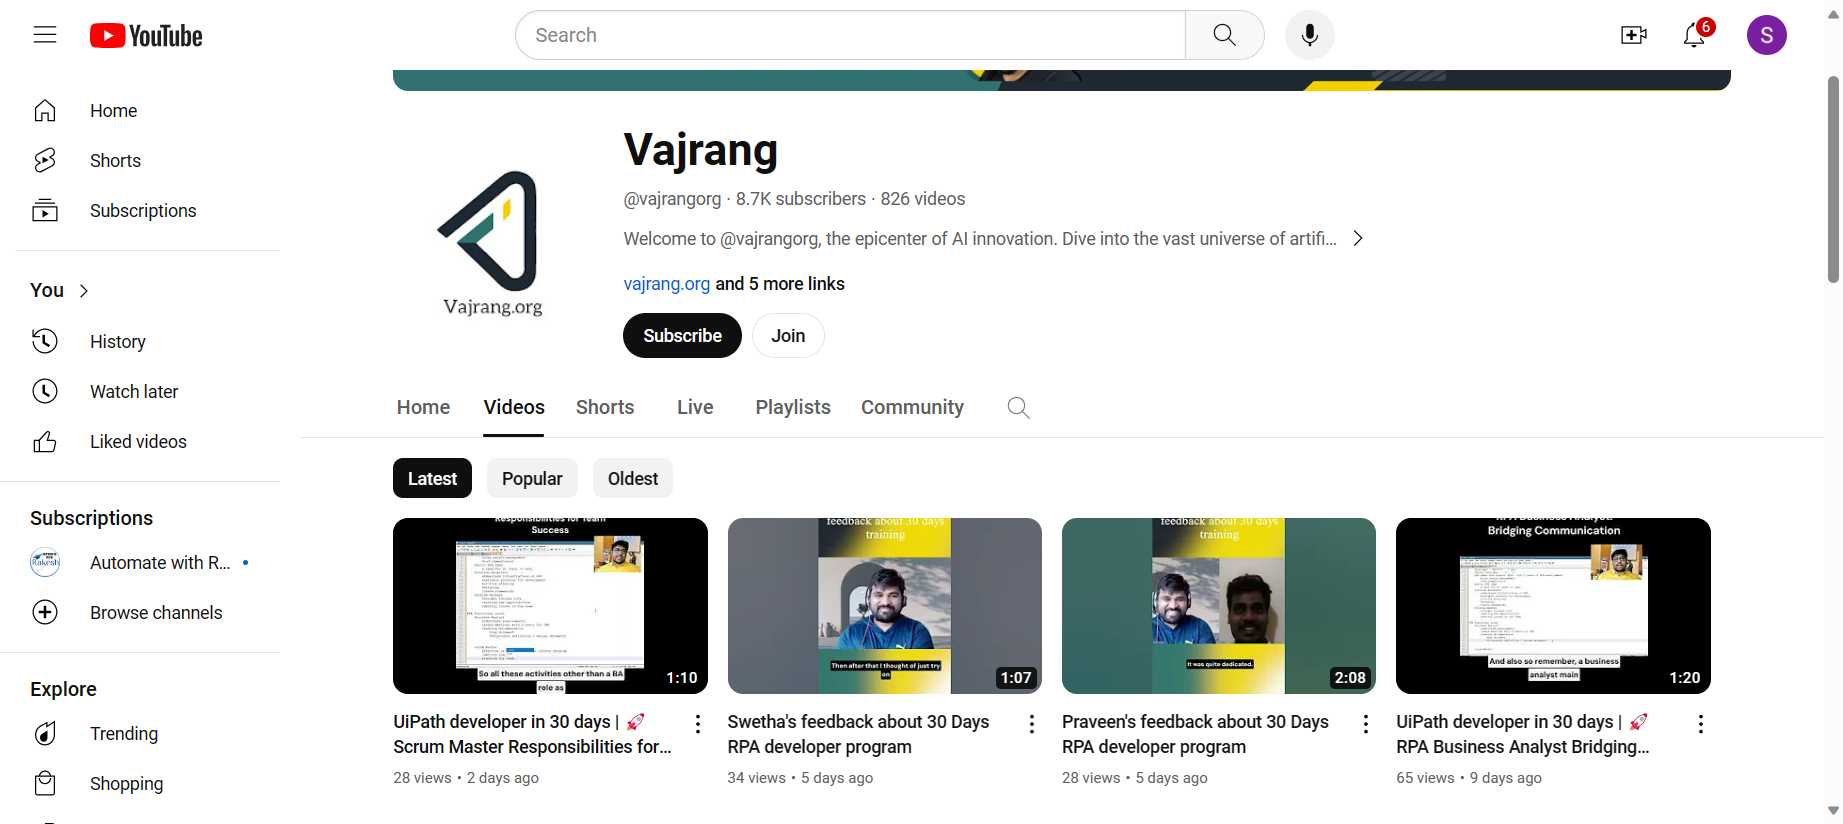 YouTube
Search
6
S
Home
Shorts
Subscriptions
You
History
Watch later
Liked videos
Subscriptions
Automate with R...
Browse channels
Explore
Trending
Shopping
Vajrang.org
Vajrang
@vajrangorg · 8.7K subscribers · 826 videos
Welcome to @vajrangorg, the epicenter of AI innovation. Dive into the vast universe of artifi...
vajrang.org and 5 more links
Subscribe
Join
Home
Videos
Shorts
Live
Playlists
Community
Latest
Popular
Oldest
Responsibilities for Team
Success
So all these activities other than a BA
role as
1:10
UiPath developer in 30 days | 🚀
Scrum Master Responsibilities for...
28 views • 2 days ago
feedback about 30 days
training
Then after that I thought of just try
on
1:07
Swetha's feedback about 30 Days
RPA developer program
34 views • 5 days ago
feedback about 30 days
training
It was quite dedicated.
2:08
Praveen's feedback about 30 Days
RPA developer program
28 views • 5 days ago
RPA Business Analyst:
Bridging Communication
And also so remember, a business
analyst main
1:20
UiPath developer in 30 days | 🚀
RPA Business Analyst Bridging...
65 views • 9 days ago